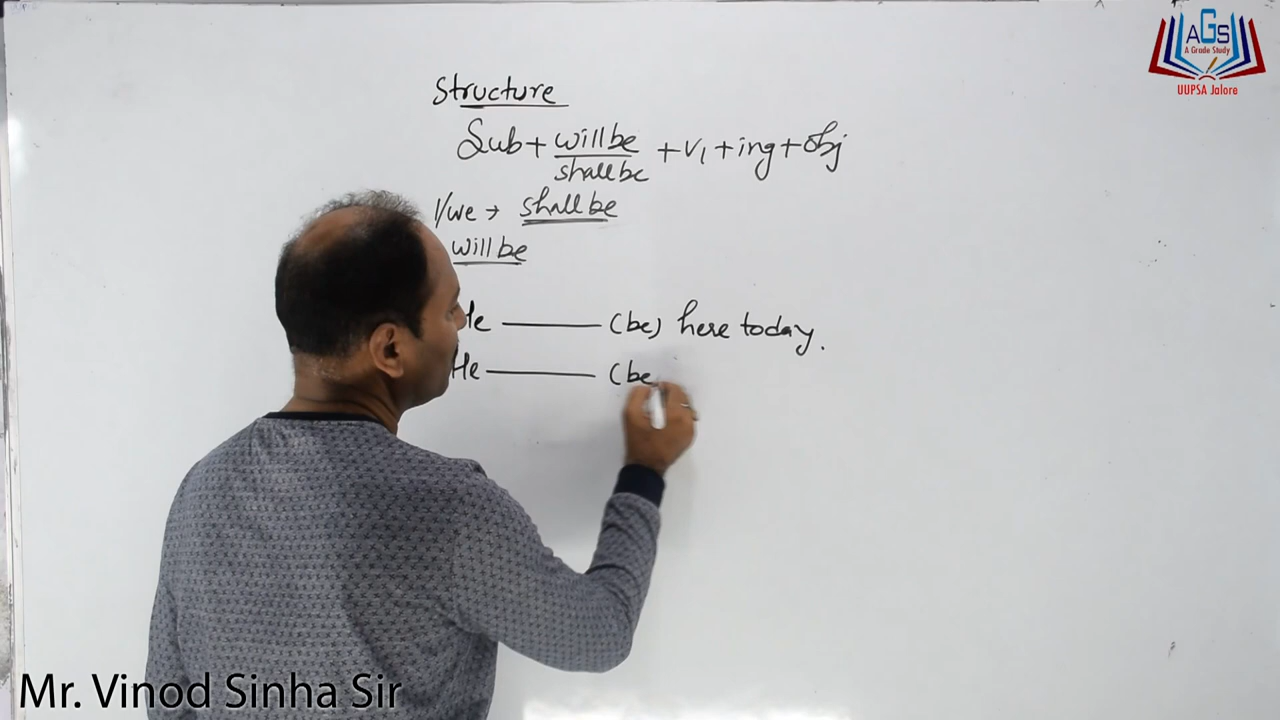 AGS
A Grade Study
UUPSA Jalore
Structure
Sub + will be / shall be + V1 + ing + obj
I/we → shall be
will be
He ——— (be) here today.
He ——— (be
Mr. Vinod Sinha Sir